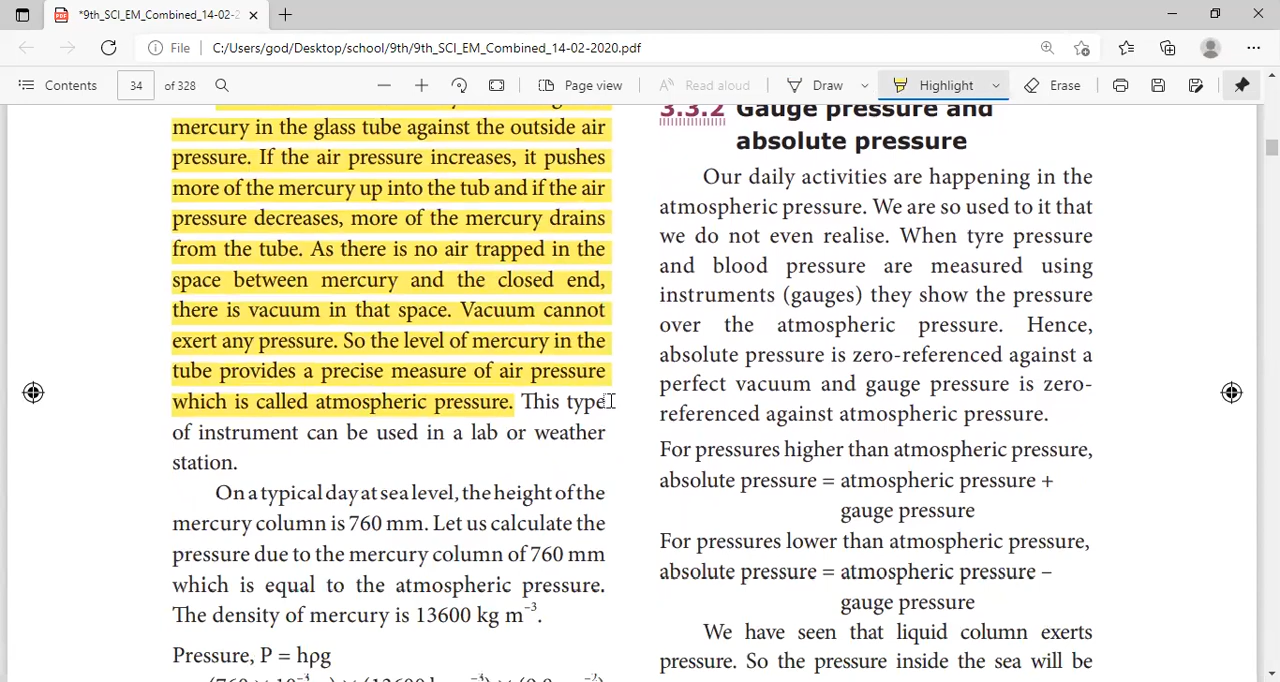 *9th_SCI_EM_Combined_14-02-2
File C:/Users/god/Desktop/school/9th/9th_SCI_EM_Combined_14-02-2020.pdf
Contents 34 of 328 Page view Read aloud Draw Highlight Erase
mercury in the glass tube against the outside air
pressure. If the air pressure increases, it pushes
more of the mercury up into the tub and if the air
pressure decreases, more of the mercury drains
from the tube. As there is no air trapped in the
space between mercury and the closed end,
there is vacuum in that space. Vacuum cannot
exert any pressure. So the level of mercury in the
tube provides a precise measure of air pressure
which is called atmospheric pressure. This type
of instrument can be used in a lab or weather
station.
On a typical day at sea level, the height of the
mercury column is 760 mm. Let us calculate the
pressure due to the mercury column of 760 mm
which is equal to the atmospheric pressure.
The density of mercury is 13600 kg m⁻³.
Pressure, P = hρg
3.3.2 Gauge pressure and
absolute pressure
Our daily activities are happening in the
atmospheric pressure. We are so used to it that
we do not even realise. When tyre pressure
and blood pressure are measured using
instruments (gauges) they show the pressure
over the atmospheric pressure. Hence,
absolute pressure is zero-referenced against a
perfect vacuum and gauge pressure is zero-
referenced against atmospheric pressure.
For pressures higher than atmospheric pressure,
absolute pressure = atmospheric pressure +
gauge pressure
For pressures lower than atmospheric pressure,
absolute pressure = atmospheric pressure –
gauge pressure
We have seen that liquid column exerts
pressure. So the pressure inside the sea will be